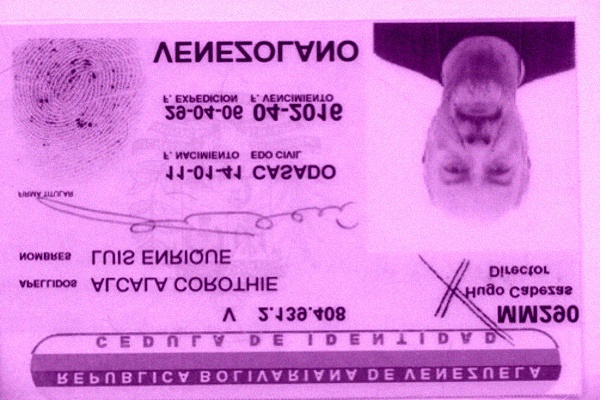 REPUBLICA BOLIVARIANA DE VENEZUELA
CEDULA DE IDENTIDAD
V 2.139.408
MM290
Hugo Cabezas
Director
APELLIDOS ALCALA COROTHIE
NOMBRES LUIS ENRIQUE
FIRMA TITULAR
F. NACIMIENTO EDO CIVIL
11-01-41 CASADO
F. EXPEDICION F. VENCIMIENTO
29-04-06 04-2016
VENEZOLANO